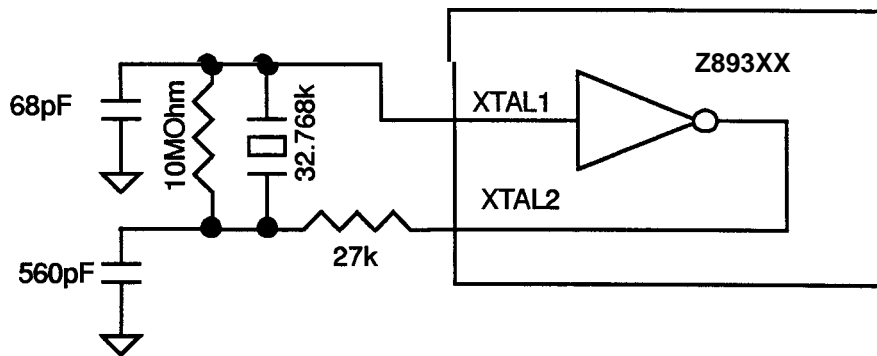 Z893XX
68pF
10MOhm
32.768k
XTAL1
XTAL2
27k
560pF